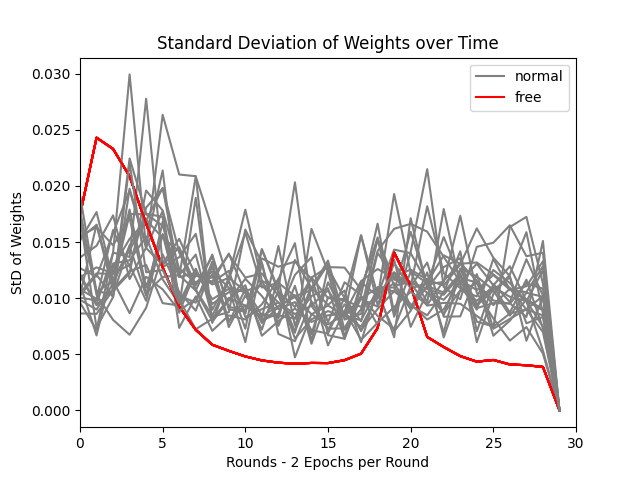 Standard Deviation of Weights over Time
StD of Weights
0.030
0.025
0.020
0.015
0.010
0.005
0.000
normal
free
0 5 10 15 20 25 30
Rounds - 2 Epochs per Round